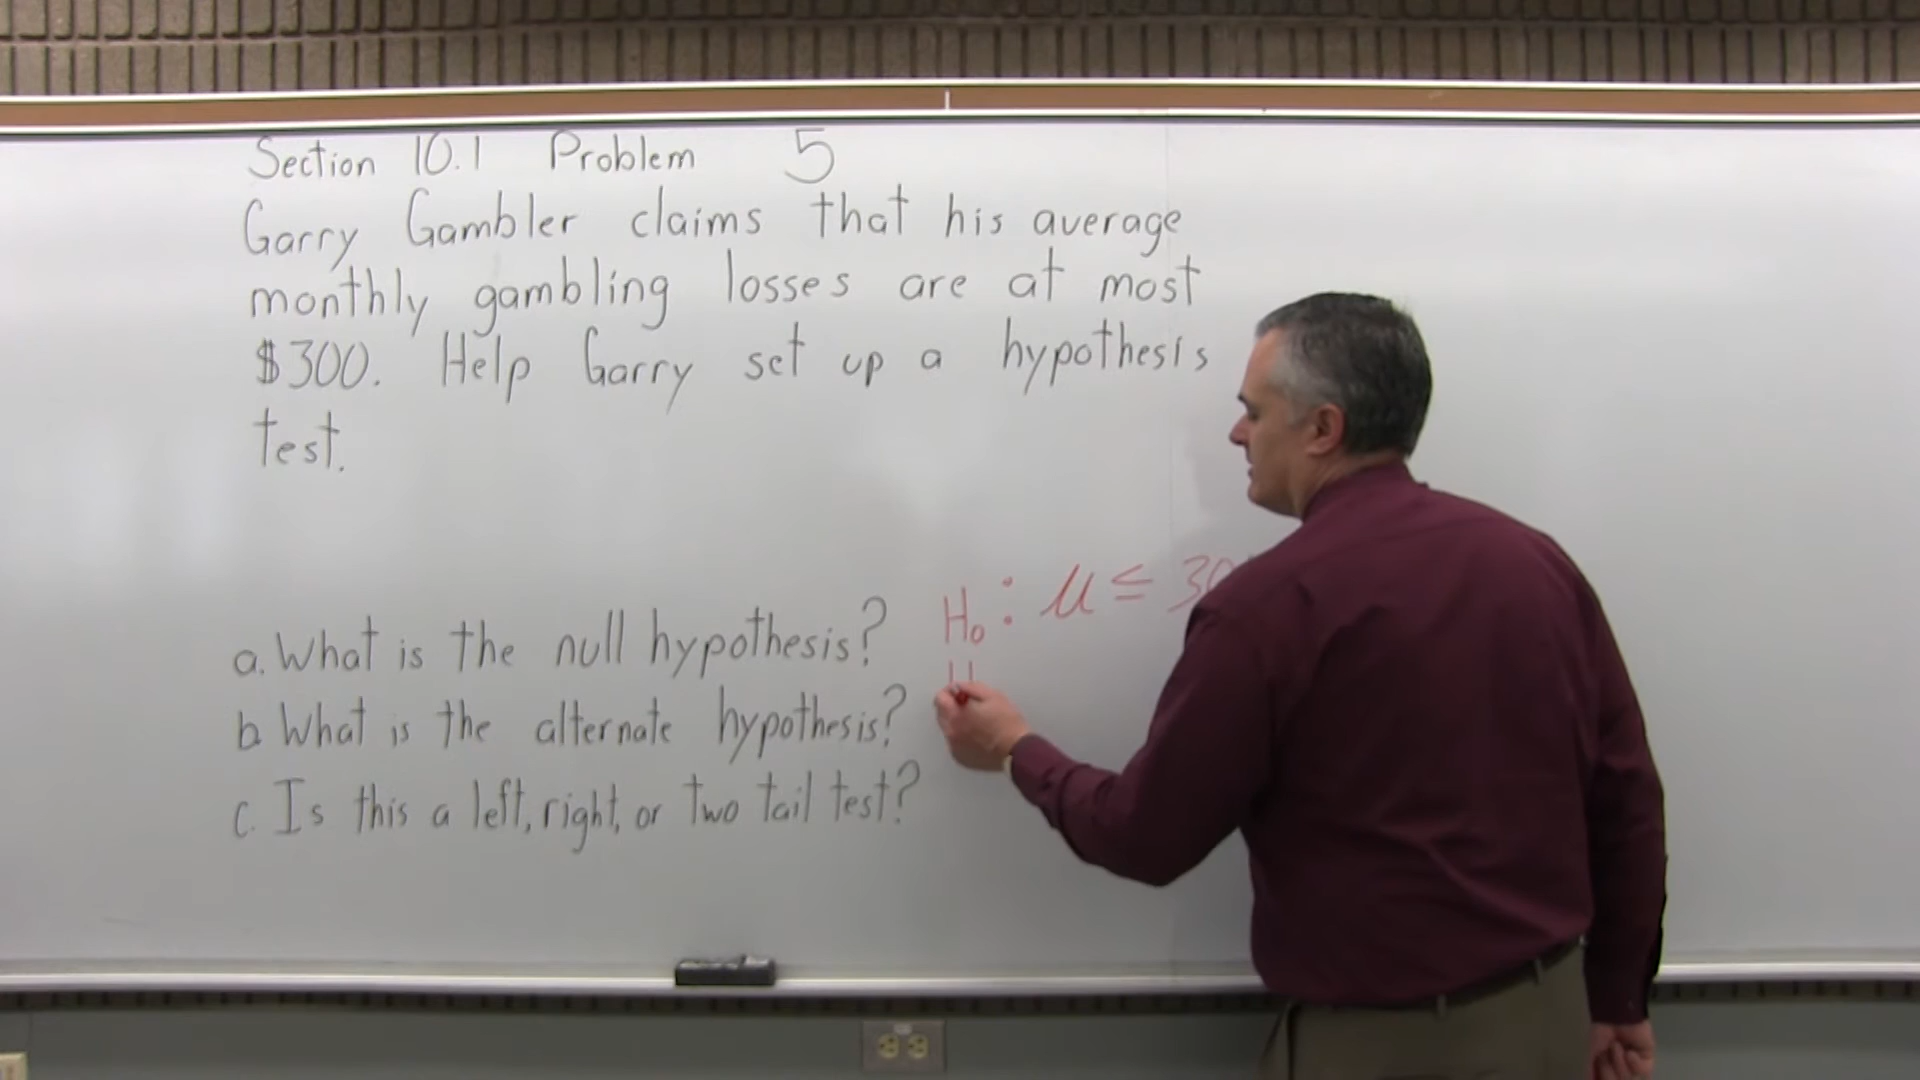 Section 10.1 Problem 5
Garry Gambler claims that his average
monthly gambling losses are at most
$300. Help Garry set up a hypothesis
test.
H₀: μ ≤ 30
a. What is the null hypothesis?
H
b. What is the alternate hypothesis?
c. Is this a left, right, or two tail test?